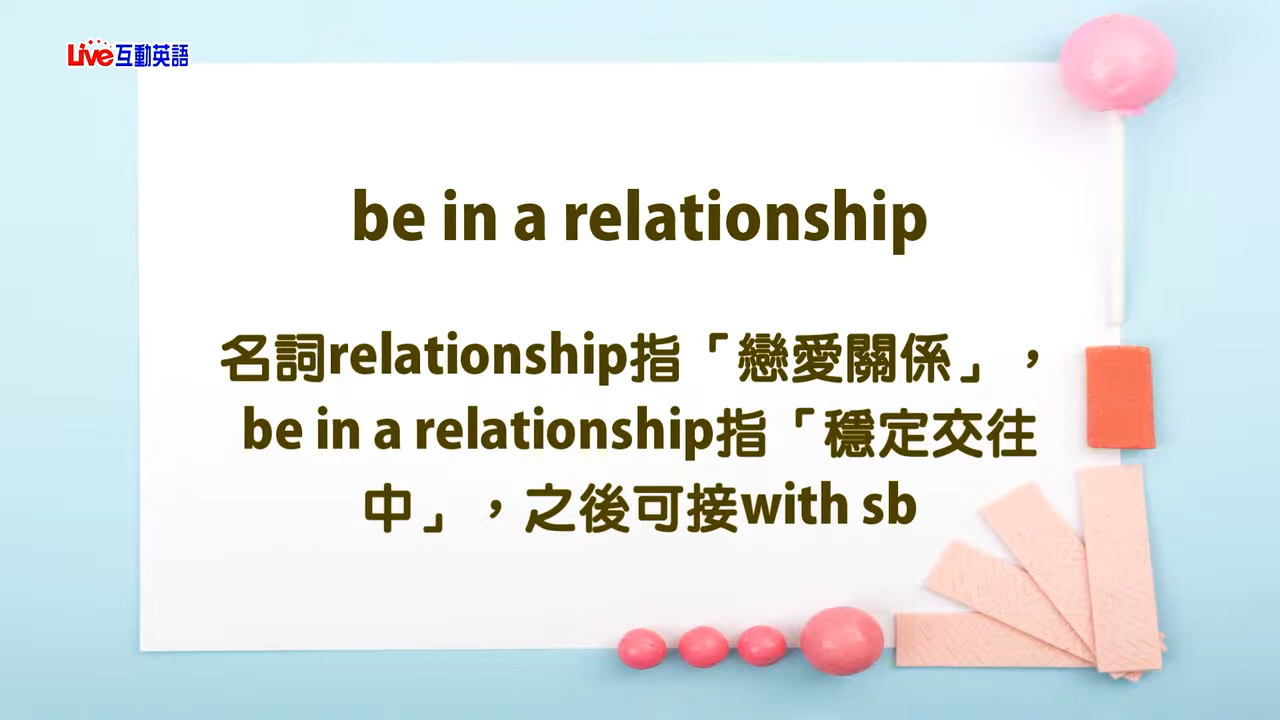 Live互動英語
be in a relationship
名詞relationship指「戀愛關係」，
be in a relationship指「穩定交往
中」，之後可接with sb